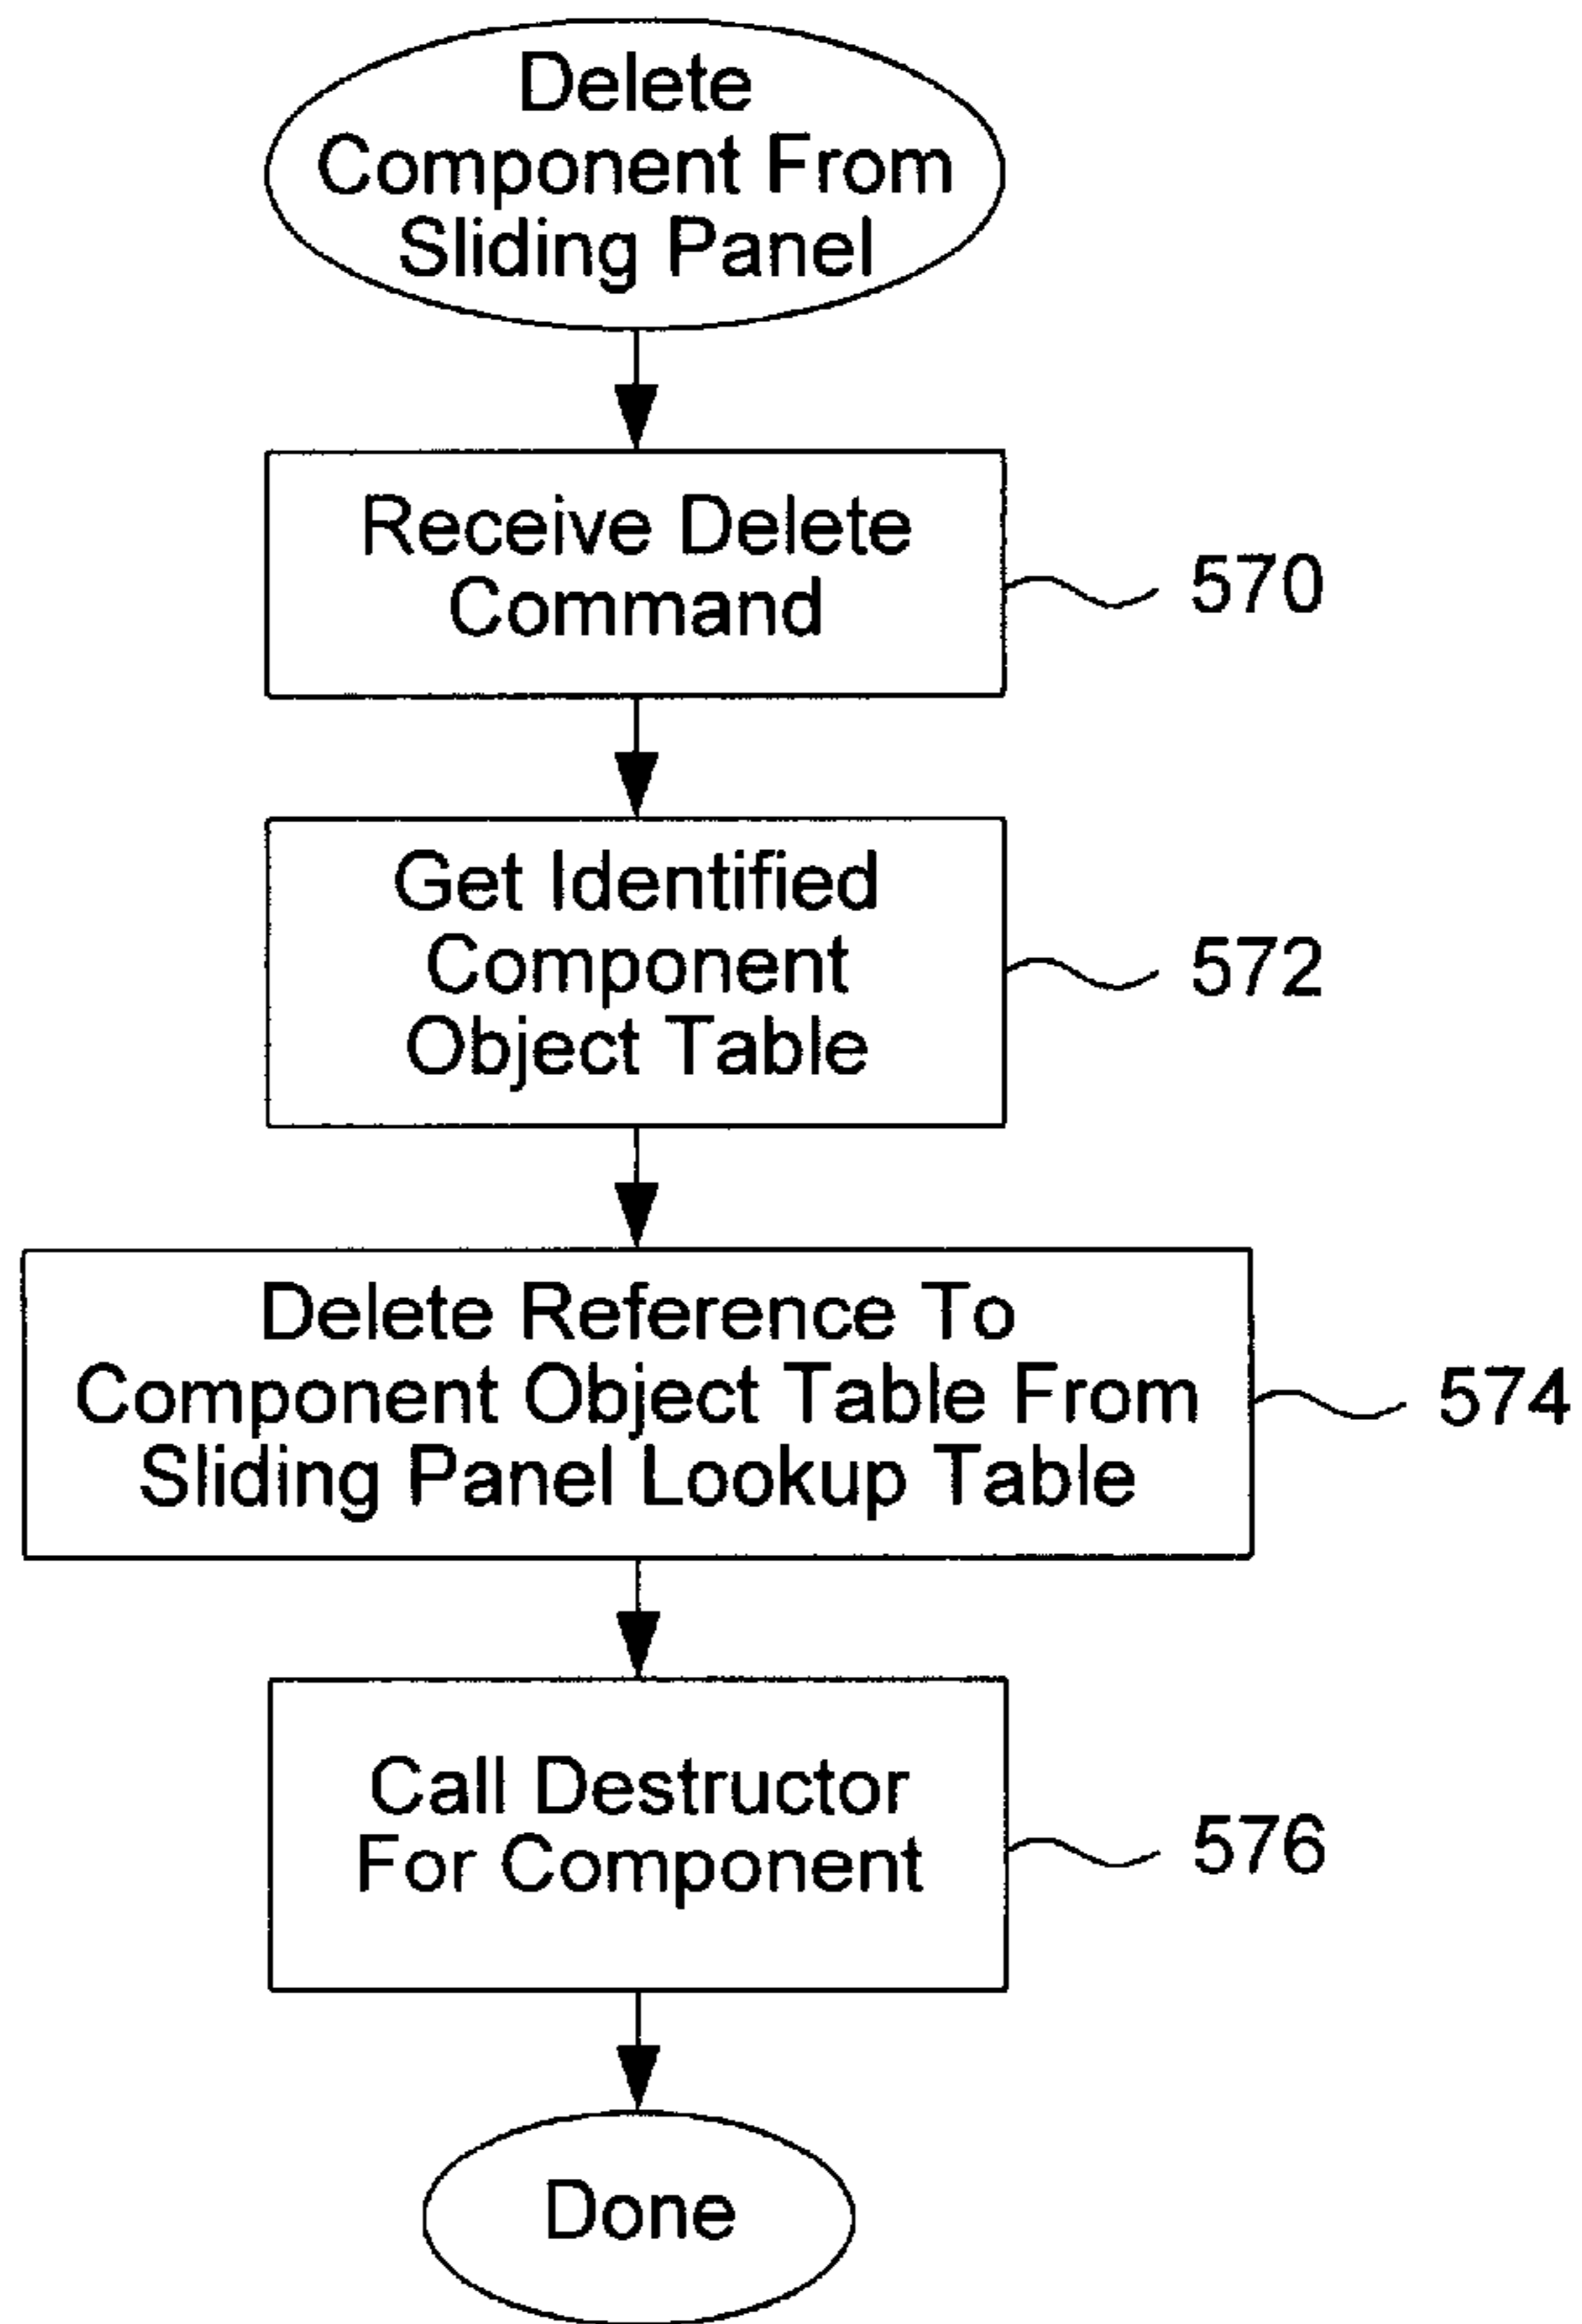 Delete
Component From
Sliding Panel
Receive Delete
Command
570
Get Identified
Component
Object Table
572
Delete Reference To
Component Object Table From
Sliding Panel Lookup Table
574
Call Destructor
For Component
576
Done